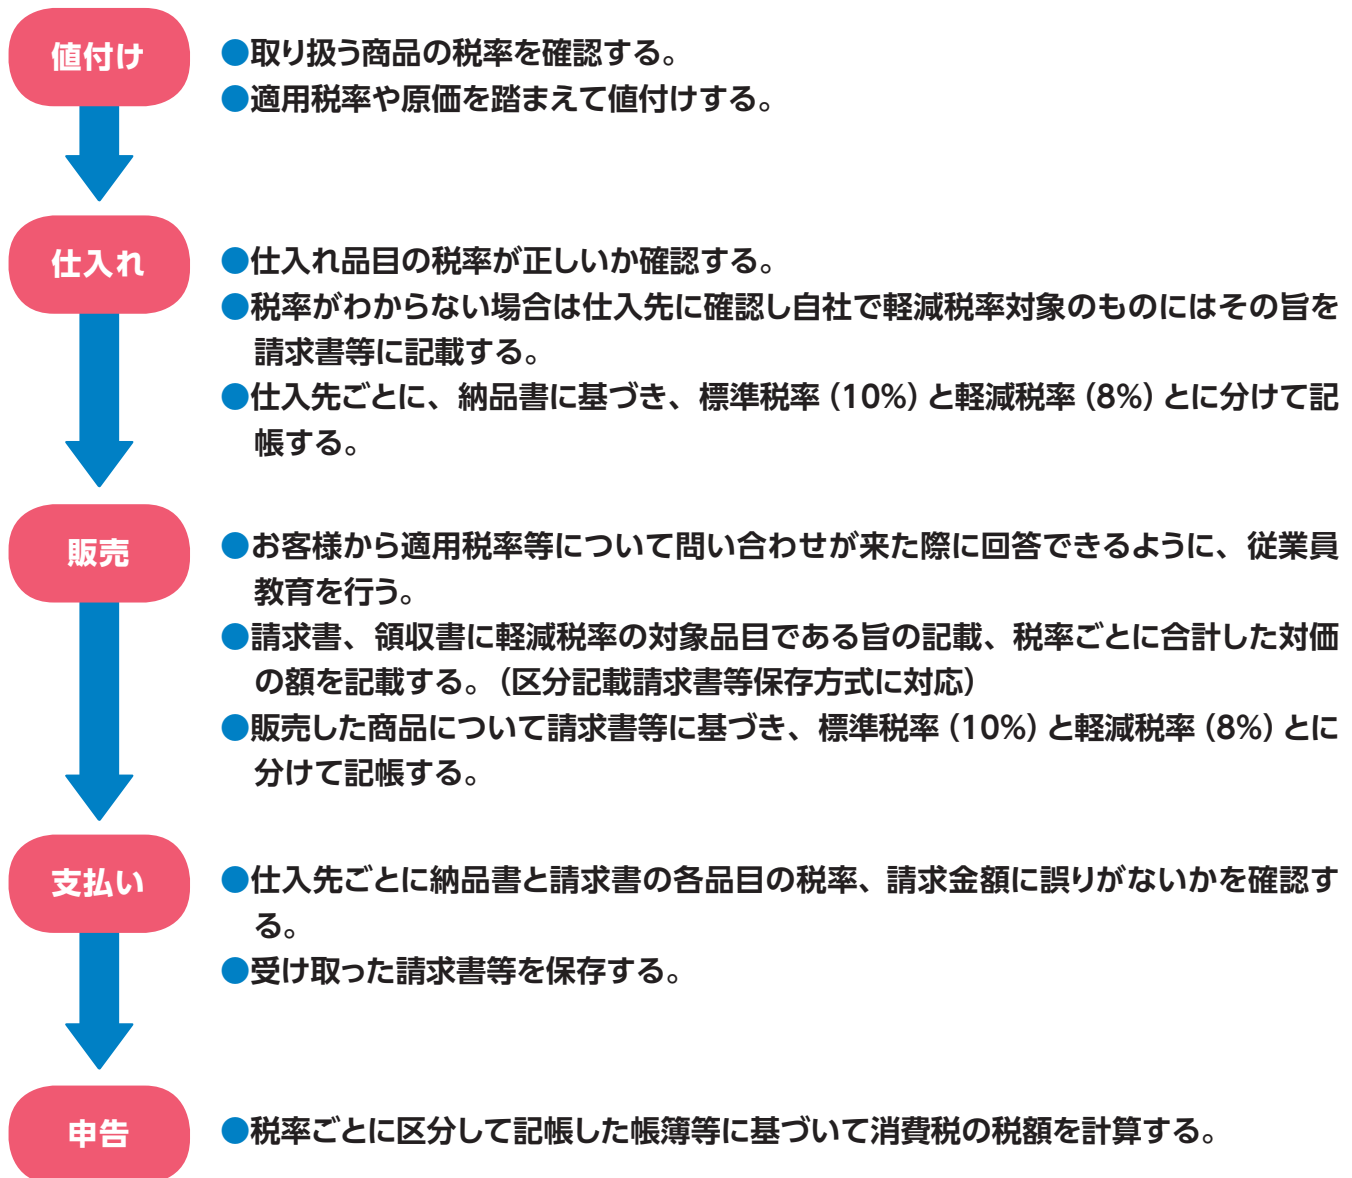 値付け
●取り扱う商品の税率を確認する。
●適用税率や原価を踏まえて値付けする。
仕入れ
●仕入れ品目の税率が正しいか確認する。
●税率がわからない場合は仕入先に確認し自社で軽減税率対象のものにはその旨を
請求書等に記載する。
●仕入先ごとに、納品書に基づき、標準税率（10%）と軽減税率（8%）とに分けて記
帳する。
販売
●お客様から適用税率等について問い合わせが来た際に回答できるように、従業員
教育を行う。
●請求書、領収書に軽減税率の対象品目である旨の記載、税率ごとに合計した対価
の額を記載する。（区分記載請求書等保存方式に対応）
●販売した商品について請求書等に基づき、標準税率（10%）と軽減税率（8%）とに
分けて記帳する。
支払い
●仕入先ごとに納品書と請求書の各品目の税率、請求金額に誤りがないかを確認す
る。
●受け取った請求書等を保存する。
申告
●税率ごとに区分して記帳した帳簿等に基づいて消費税の税額を計算する。